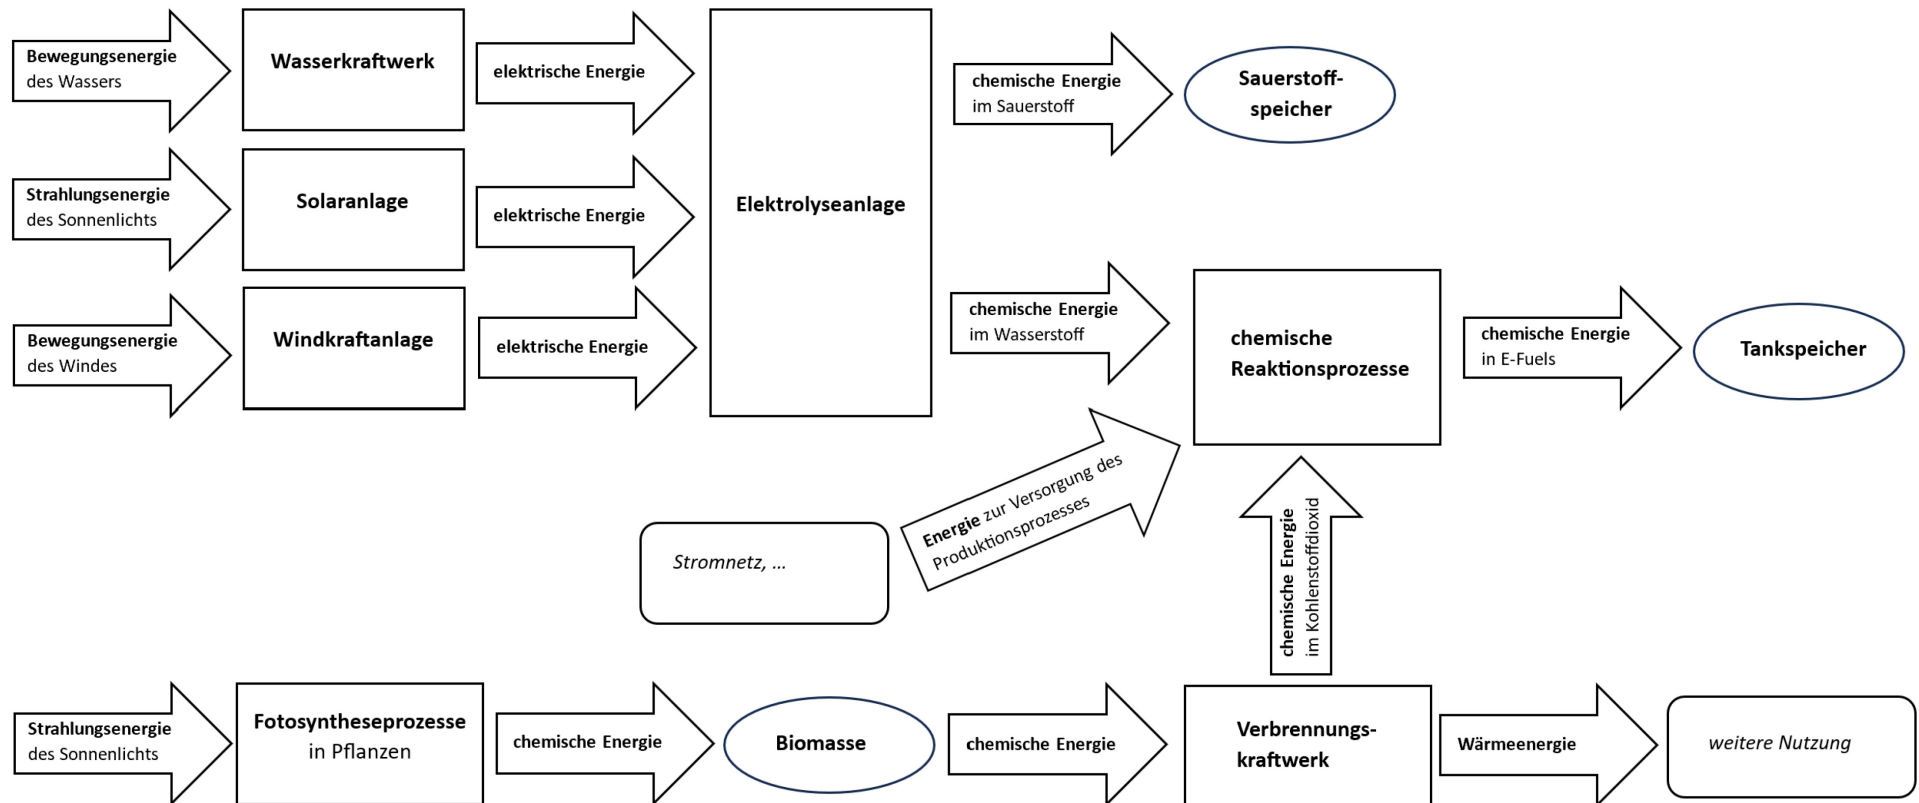 Bewegungsenergie
des Wassers
Wasserkraftwerk
elektrische Energie
chemische Energie
im Sauerstoff
Sauerstoff-
speicher
Strahlungsenergie
des Sonnenlichts
Solaranlage
elektrische Energie
Elektrolyseanlage
Bewegungsenergie
des Windes
Windkraftanlage
elektrische Energie
chemische Energie
im Wasserstoff
chemische
Reaktionsprozesse
chemische Energie
in E-Fuels
Tankspeicher
Stromnetz, ...
Energie zur Versorgung des
Produktionsprozesses
chemische Energie
im Kohlenstoffdioxid
Strahlungsenergie
des Sonnenlichts
Fotosyntheseprozesse
in Pflanzen
chemische Energie
Biomasse
chemische Energie
Verbrennungs-
kraftwerk
Wärmeenergie
weitere Nutzung